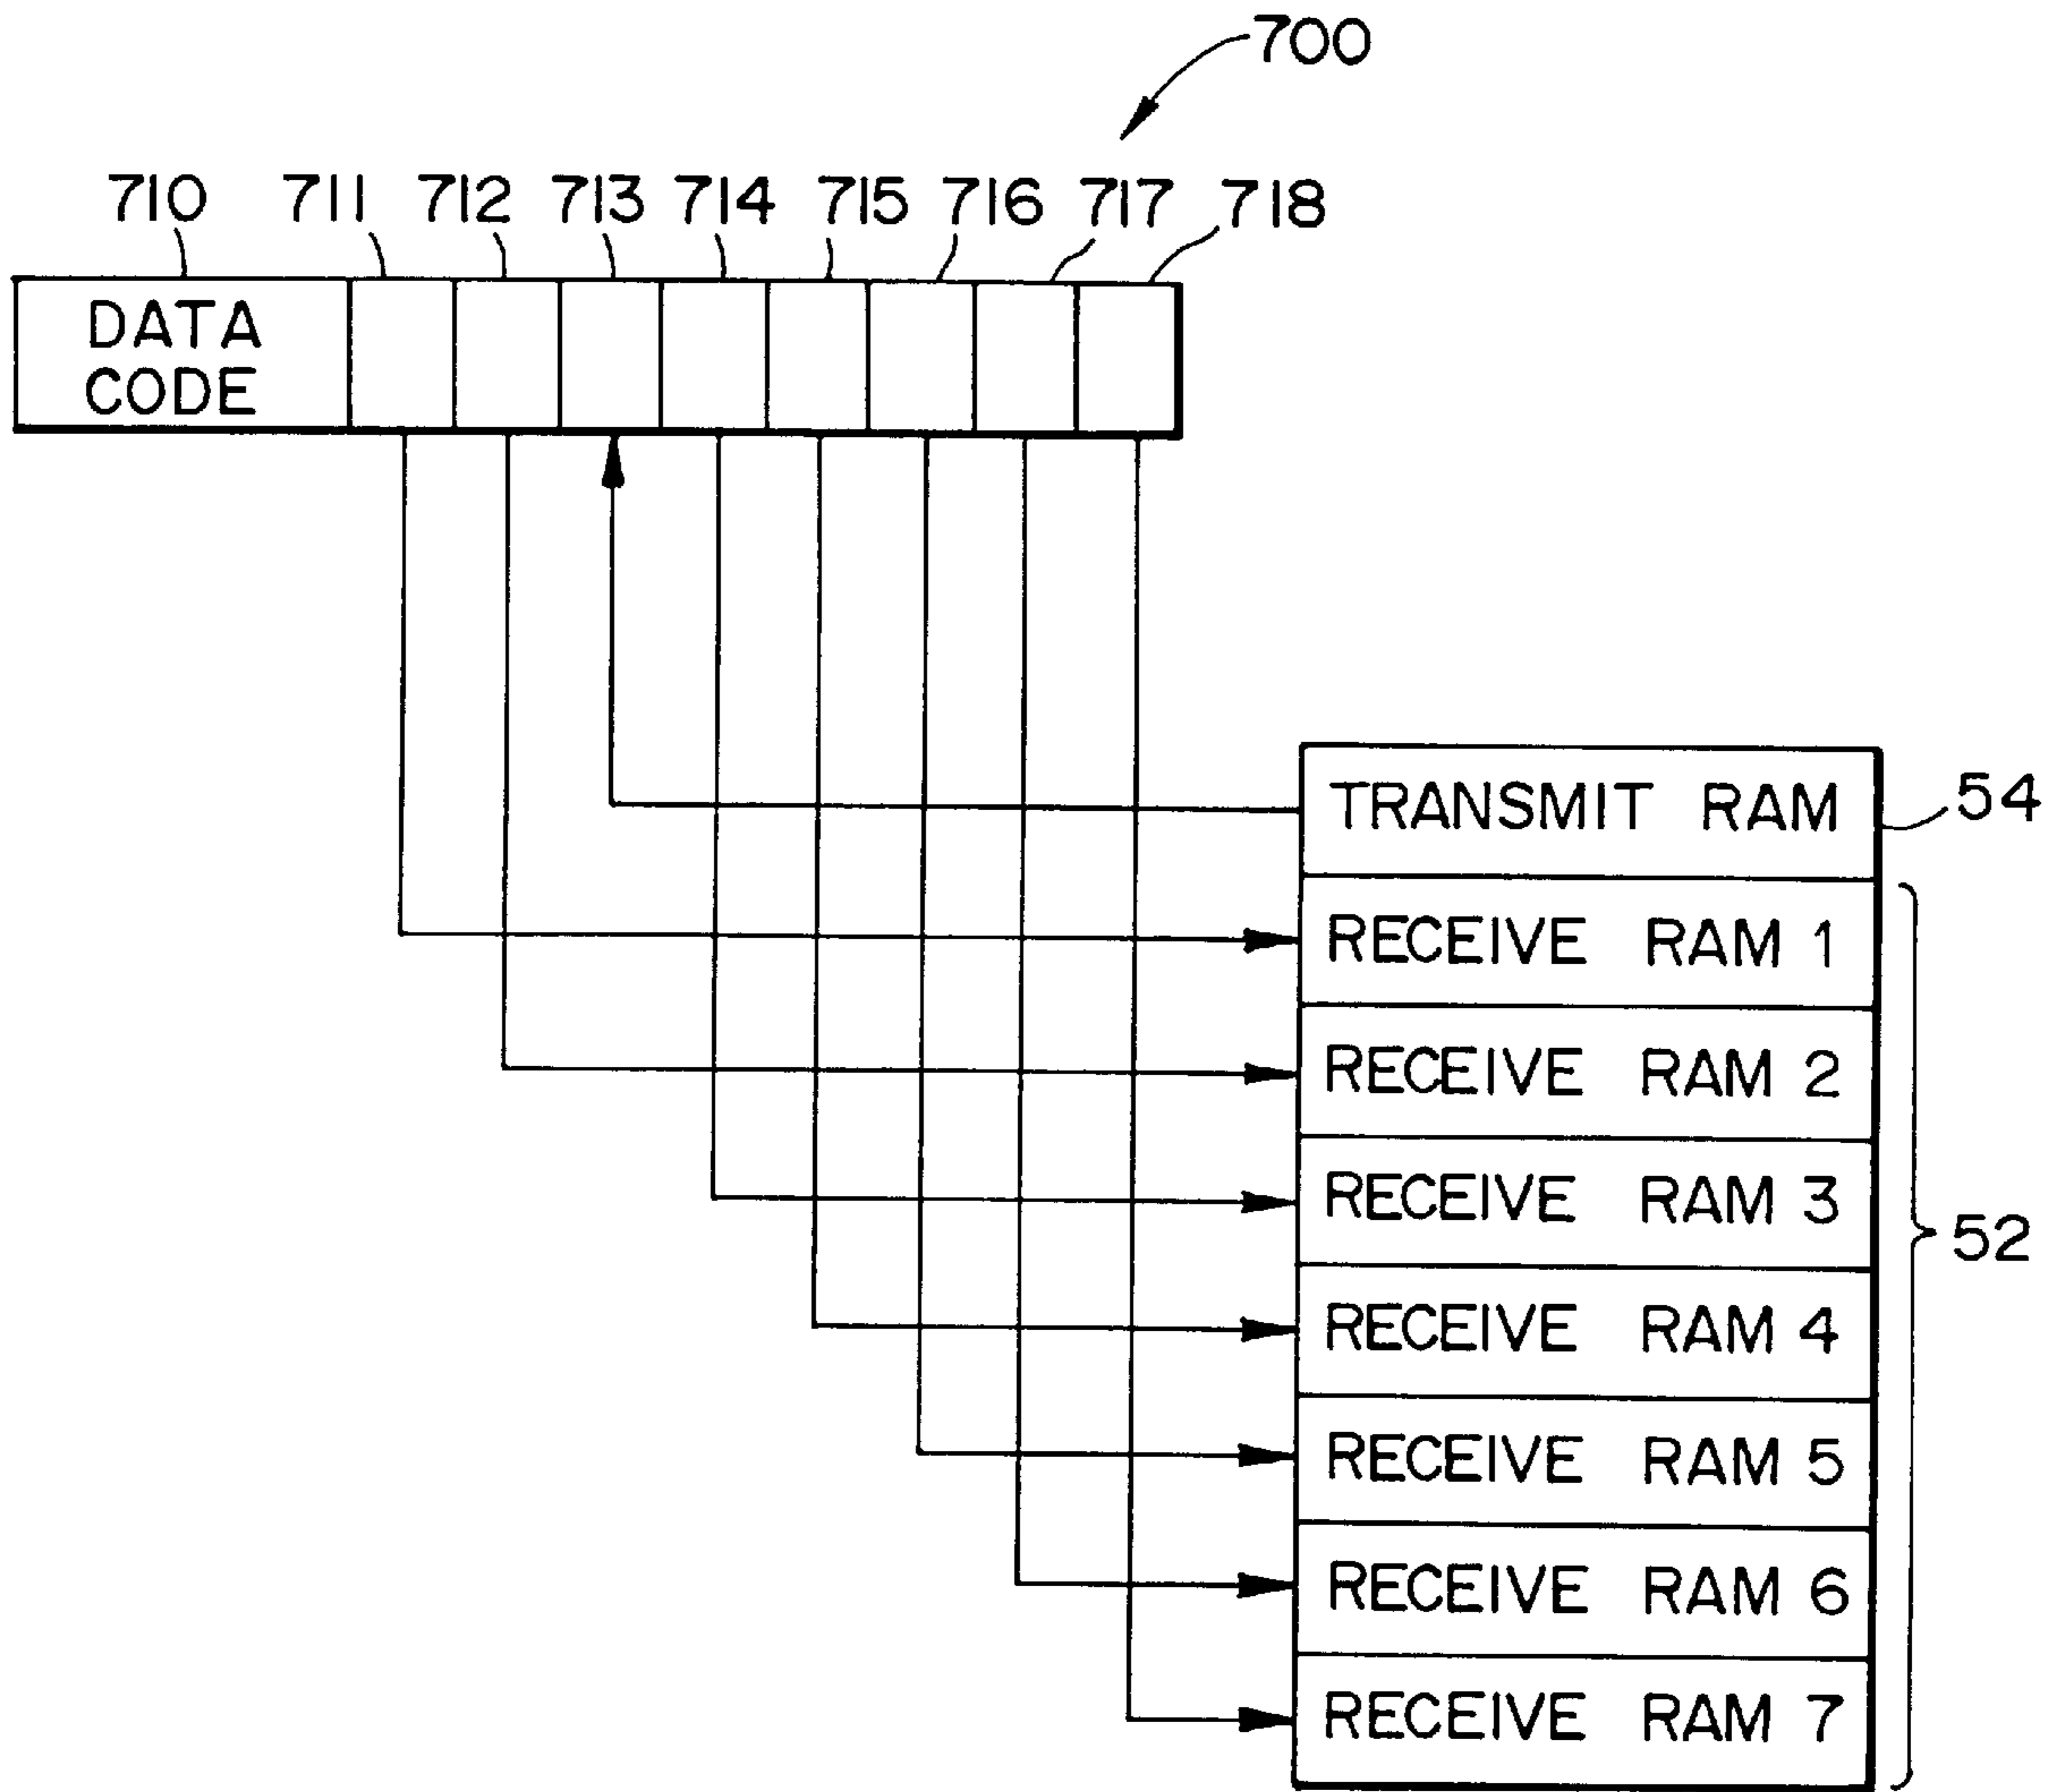 700
710 711 712 713 714 715 716 717 718
DATA
CODE
TRANSMIT RAM
54
RECEIVE RAM 1
RECEIVE RAM 2
RECEIVE RAM 3
52
RECEIVE RAM 4
RECEIVE RAM 5
RECEIVE RAM 6
RECEIVE RAM 7